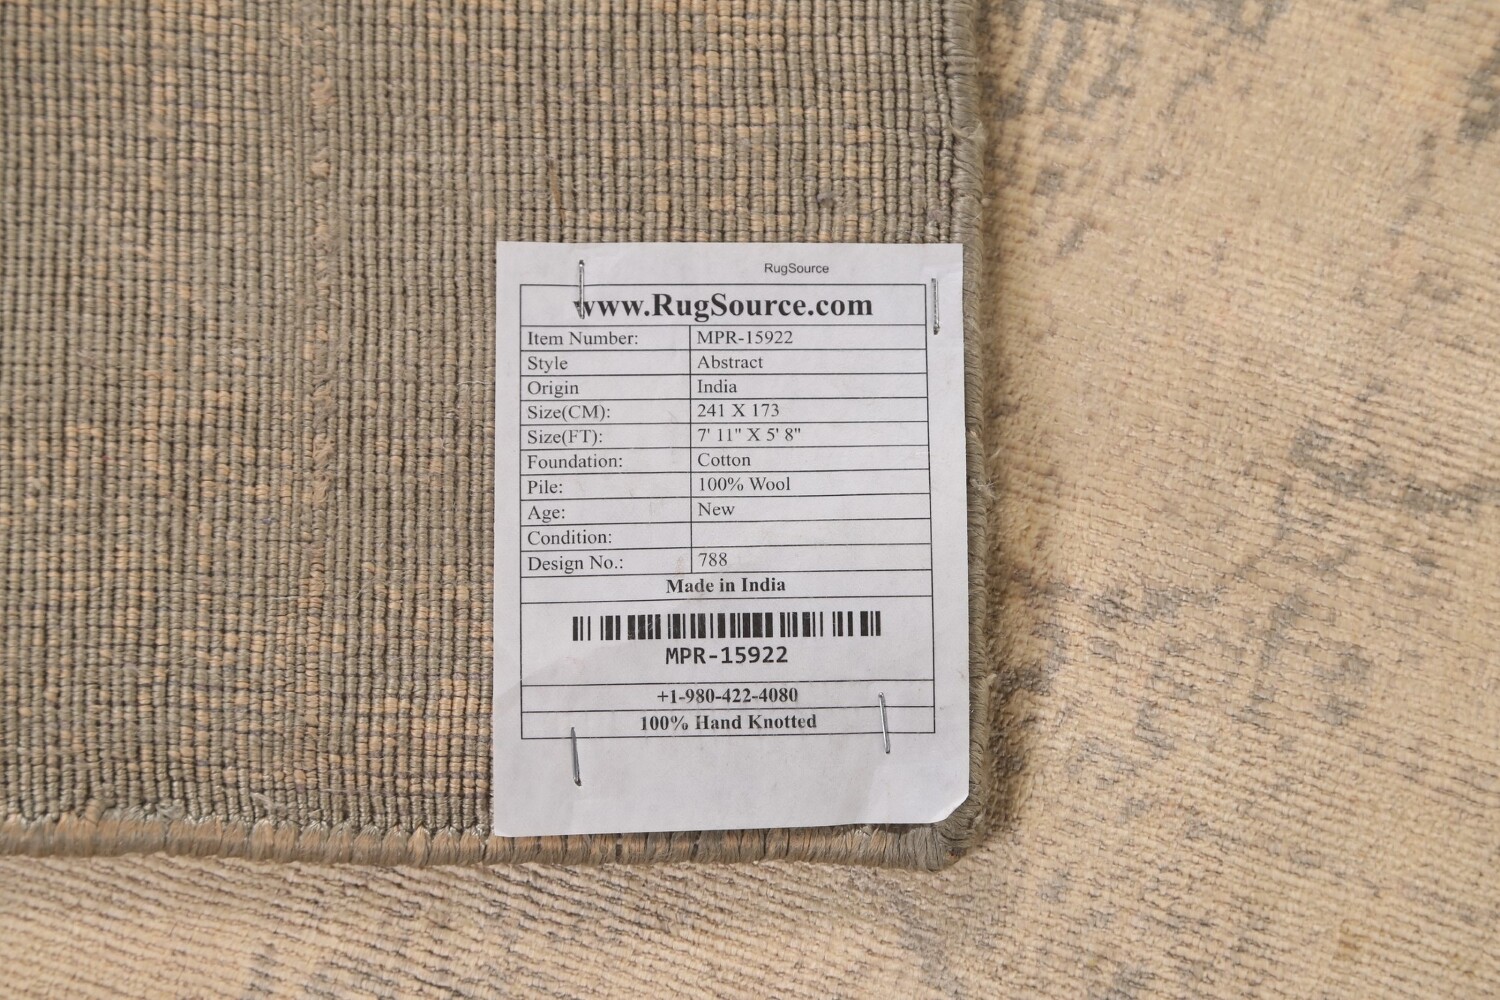 RugSource
www.RugSource.com
Item Number: MPR-15922
Style Abstract
Origin India
Size(CM): 241 X 173
Size(FT): 7' 11" X 5' 8"
Foundation: Cotton
Pile: 100% Wool
Age: New
Condition:
Design No.: 788
Made in India
MPR-15922
+1-980-422-4080
100% Hand Knotted